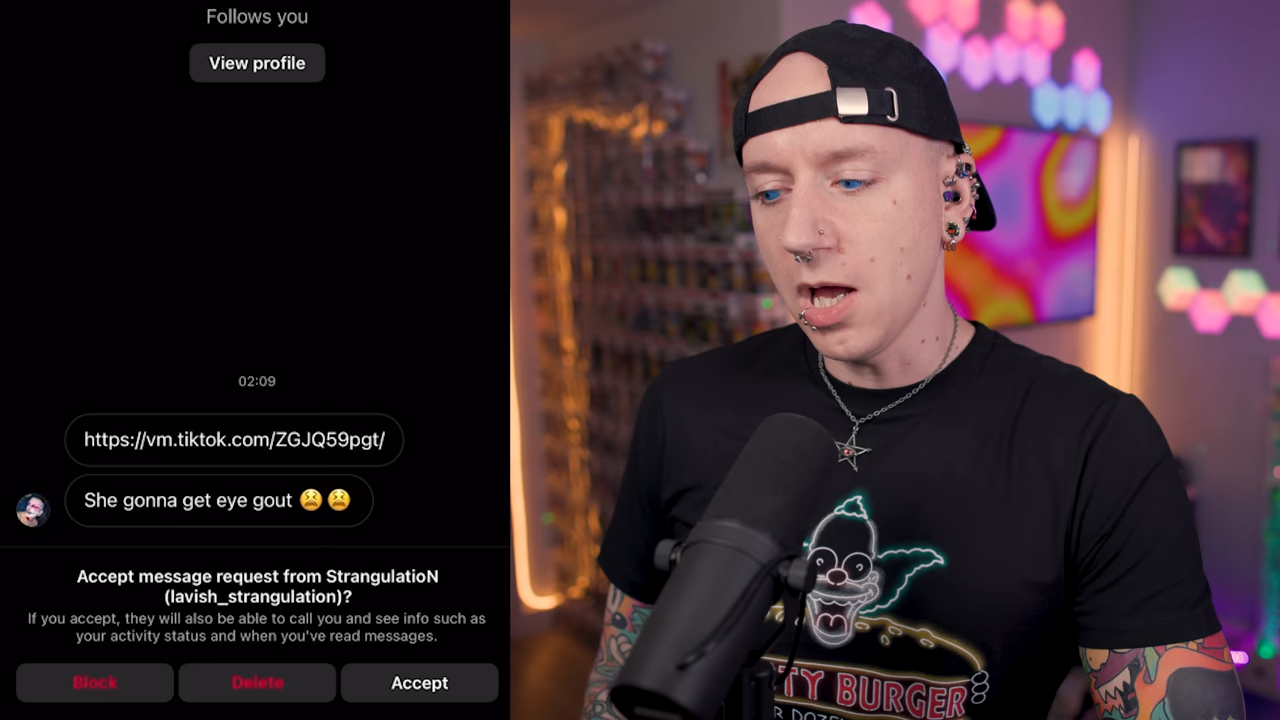 Follows you
View profile
02:09
https://vm.tiktok.com/ZGJQ59pgt/
She gonna get eye gout 😫 😫
Accept message request from StrangulatioN
(lavish_strangulation)?
If you accept, they will also be able to call you and see info such as
your activity status and when you've read messages.
Block
Delete
Accept
TY BURGER
R DOZEN